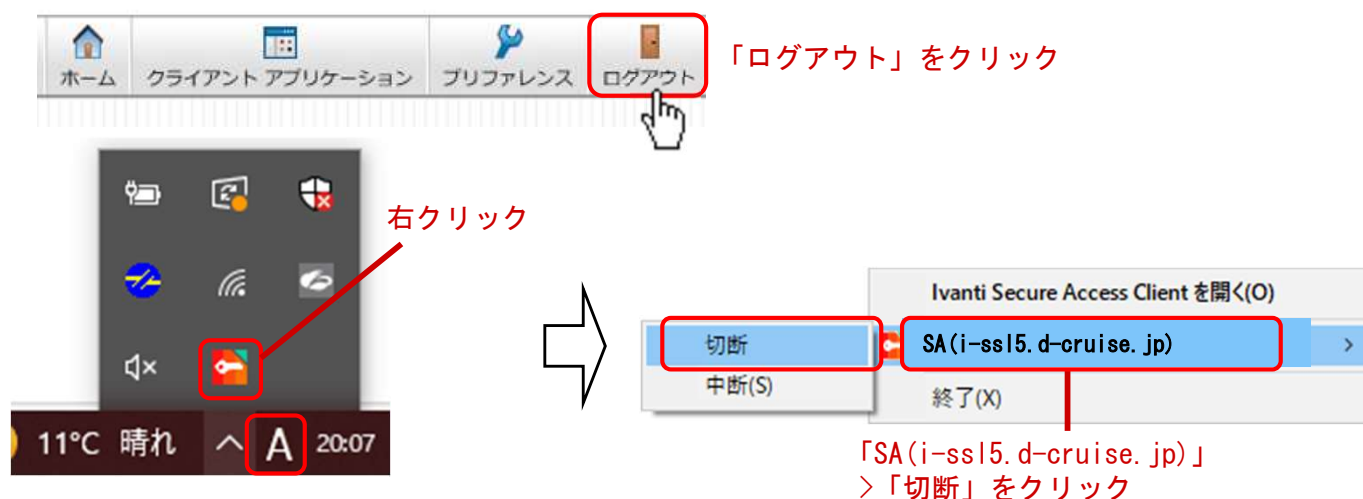 ホーム クライアント アプリケーション プリファレンス ログアウト
「ログアウト」をクリック
右クリック
11°C 晴れ A 20:07
Ivanti Secure Access Client を開く(O)
切断 SA(i-ssl5.d-cruise.jp) >
中断(S)
終了(X)
「SA(i-ssl5.d-cruise.jp)」
>「切断」をクリック